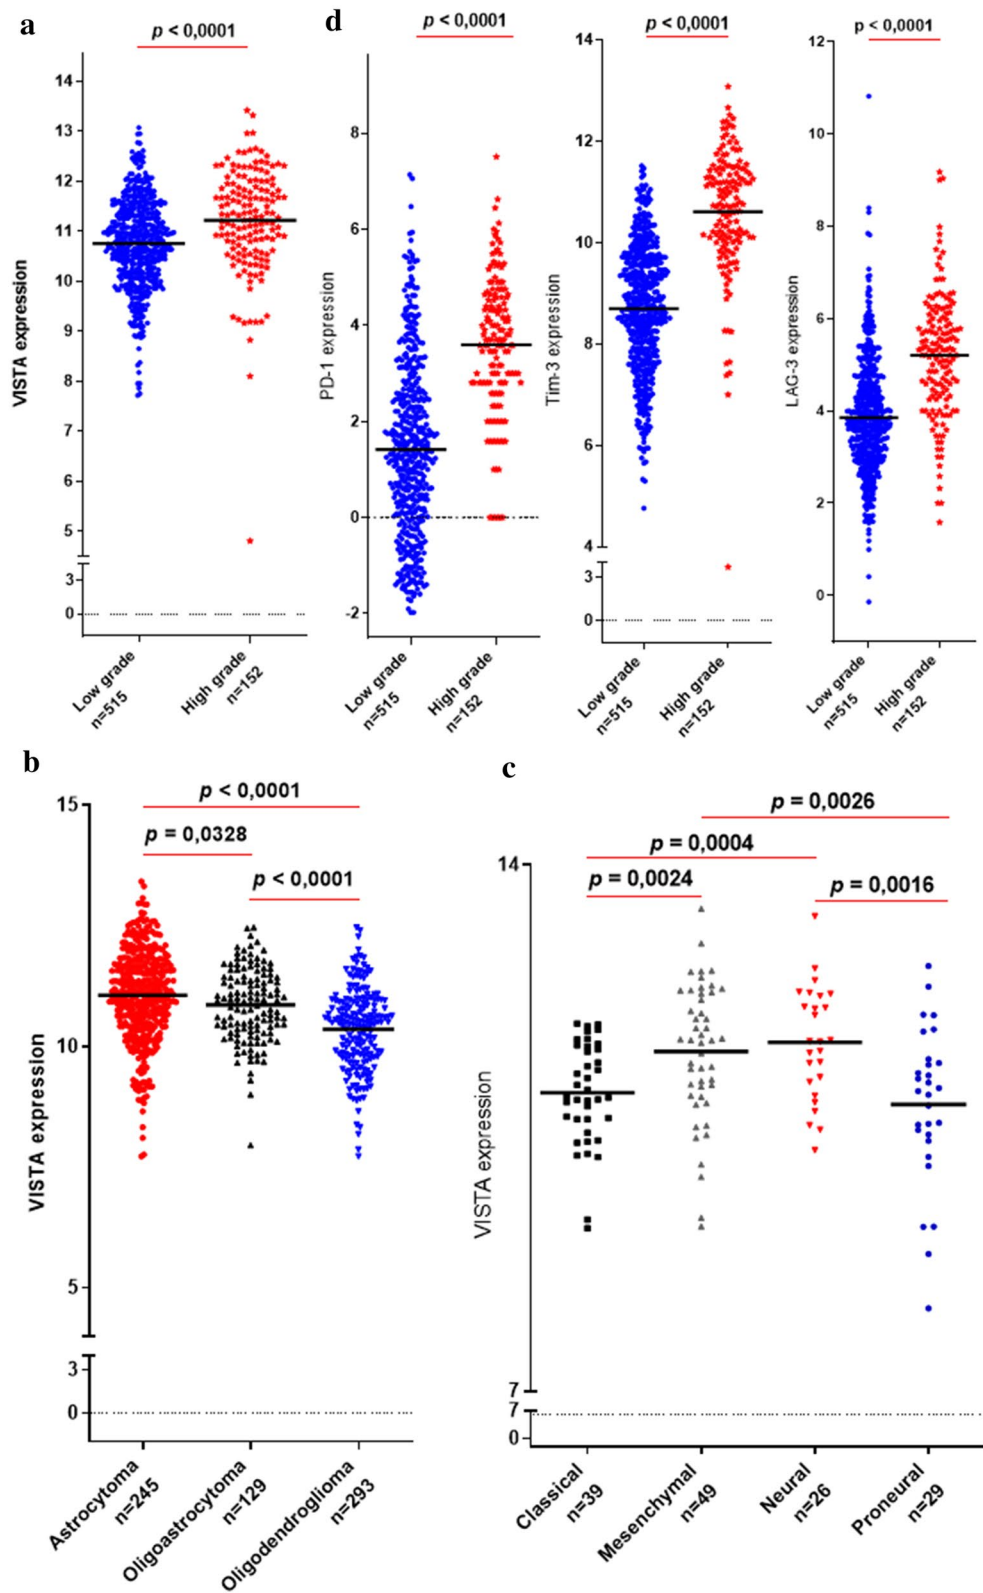 a
p < 0,0001
VISTA expression
14
13
12
11
10
9
8
7
6
5
3
0
Low grade
n=515
High grade
n=152
d
p < 0,0001
PD-1 expression
8
6
4
2
0
-2
Low grade
n=515
High grade
n=152
p < 0,0001
Tim-3 expression
14
12
10
8
6
4
3
0
Low grade
n=515
High grade
n=152
p < 0,0001
LAG-3 expression
12
10
8
6
4
2
0
Low grade
n=515
High grade
n=152
b
p < 0,0001
p = 0,0328
p < 0,0001
VISTA expression
15
10
5
3
0
Astrocytoma
n=245
Oligoastrocytoma
n=129
Oligodendroglioma
n=293
c
p = 0,0026
p = 0,0004
p = 0,0024
p = 0,0016
VISTA expression
14
7
7
0
Classical
n=39
Mesenchymal
n=49
Neural
n=26
Proneural
n=29